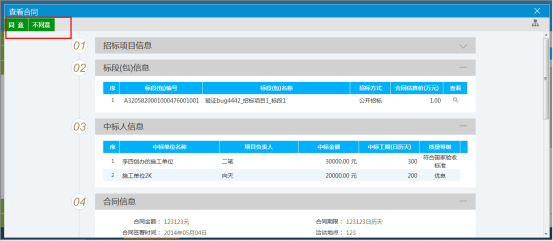 查看合同
同 意 不同意
01 招标项目信息
02 标段(包)信息
序 标段(包)编号 标段(包)名称 招标方式 合同估算价(万元) 查看
1 A3205820001000476001001 验证bug4442_招标项目1_标段1 公开招标 1.00
03 中标人信息
序 中标单位名称 项目负责人 中标金额 中标工期(日历天) 质量等级
1 李四创办的施工单位 二笔 30000.00 元 300 符合国家验收标准
2 施工单位2K 向天 20000.00 元 200 优良
04 合同信息
合同金额： 123123元 合同期限： 123123日历天
合同签署时间： 2014年05月04日 洽谈地点： 123